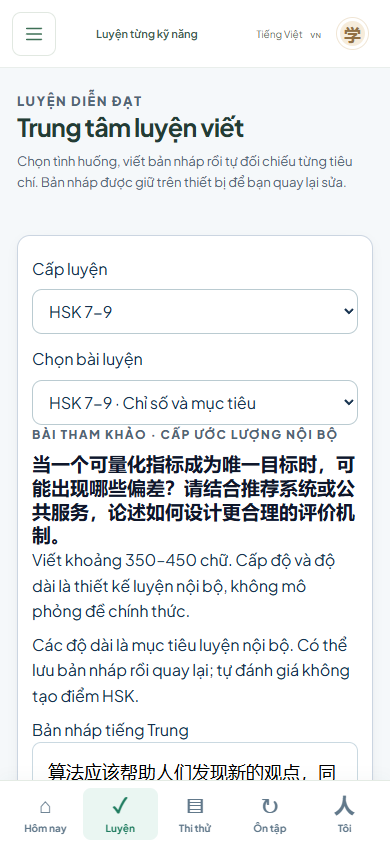 Luyện từng kỹ năng
Tiếng Việt VN
学
LUYỆN DIỄN ĐẠT
Trung tâm luyện viết
Chọn tình huống, viết bản nháp rồi tự đối chiếu từng tiêu
chí. Bản nháp được giữ trên thiết bị để bạn quay lại sửa.
Cấp luyện
HSK 7–9
Chọn bài luyện
HSK 7–9 · Chỉ số và mục tiêu
BÀI THAM KHẢO · CẤP ƯỚC LƯỢNG NỘI BỘ
当一个可量化指标成为唯一目标时，可
能出现哪些偏差？请结合推荐系统或公
共服务，论述如何设计更合理的评价机
制。
Viết khoảng 350–450 chữ. Cấp độ và độ
dài là thiết kế luyện nội bộ, không mô
phỏng đề chính thức.
Các độ dài là mục tiêu luyện nội bộ. Có thể
lưu bản nháp rồi quay lại; tự đánh giá không
tạo điểm HSK.
Bản nháp tiếng Trung
算法应该帮助人们发现新的观点，同
Hôm nay
Luyện
Thi thử
Ôn tập
人
Tôi